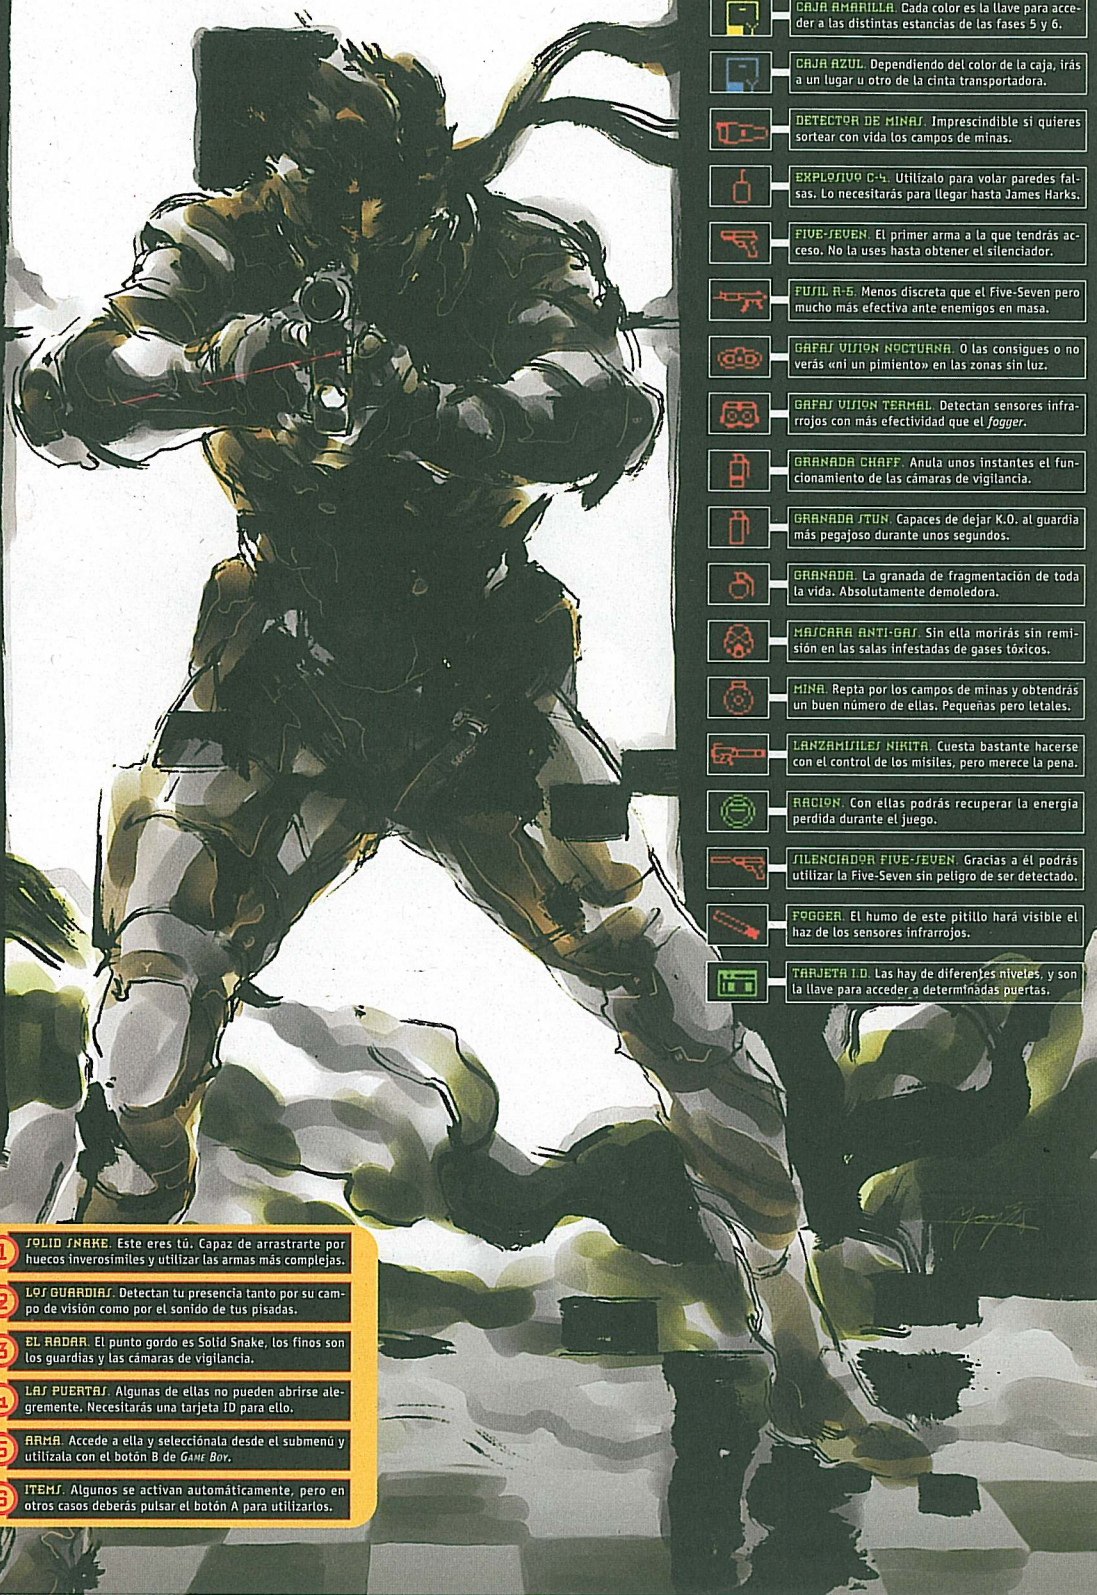 CAJA AMARILLA. Cada color es la llave para acce-
der a las distintas estancias de las fases 5 y 6.
CAJA AZUL. Dependiendo del color de la caja, irás
a un lugar u otro de la cinta transportadora.
DETECTOR DE MINAS. Imprescindible si quieres
sortear con vida los campos de minas.
EXPLOSIVO C-4. Utilízalo para volar paredes fal-
sas. Lo necesitarás para llegar hasta James Harks.
FIVE-SEVEN. El primer arma a la que tendrás ac-
ceso. No la uses hasta obtener el silenciador.
FUSIL R-5. Menos discreta que el Five-Seven pero
mucho más efectiva ante enemigos en masa.
GAFAS VISION NOCTURNA. O las consigues o no
verás «ni un pimiento» en las zonas sin luz.
GAFAS VISION TERMAL. Detectan sensores infra-
rrojos con más efectividad que el fogger.
GRANADA CHAFF. Anula unos instantes el fun-
cionamiento de las cámaras de vigilancia.
GRANADA STUN. Capaces de dejar K.O. al guardia
más pegajoso durante unos segundos.
GRANADA. La granada de fragmentación de toda
la vida. Absolutamente demoledora.
MASCARA ANTI-GAS. Sin ella morirás sin remi-
sión en las salas infestadas de gases tóxicos.
MINA. Repta por los campos de minas y obtendrás
un buen número de ellas. Pequeñas pero letales.
LANZAMISILES NIKITA. Cuesta bastante hacerse
con el control de los misiles, pero merece la pena.
RACION. Con ellas podrás recuperar la energía
perdida durante el juego.
SILENCIADOR FIVE-SEVEN. Gracias a él podrás
utilizar la Five-Seven sin peligro de ser detectado.
FOGGER. El humo de este pitillo hará visible el
haz de los sensores infrarrojos.
TARJETA I.D. Las hay de diferentes niveles, y son
la llave para acceder a determinadas puertas.
1 SOLID SNAKE. Este eres tú. Capaz de arrastrarte por
huecos inverosímiles y utilizar las armas más complejas.
2 LOS GUARDIAS. Detectan tu presencia tanto por su cam-
po de visión como por el sonido de tus pisadas.
3 EL RADAR. El punto gordo es Solid Snake, los finos son
los guardias y las cámaras de vigilancia.
4 LAS PUERTAS. Algunas de ellas no pueden abrirse ale-
gremente. Necesitarás una tarjeta ID para ello.
5 ARMA. Accede a ella y selecciónala desde el submenú y
utilízala con el botón B de GAME BOY.
6 ITEMS. Algunos se activan automáticamente, pero en
otros casos deberás pulsar el botón A para utilizarlos.